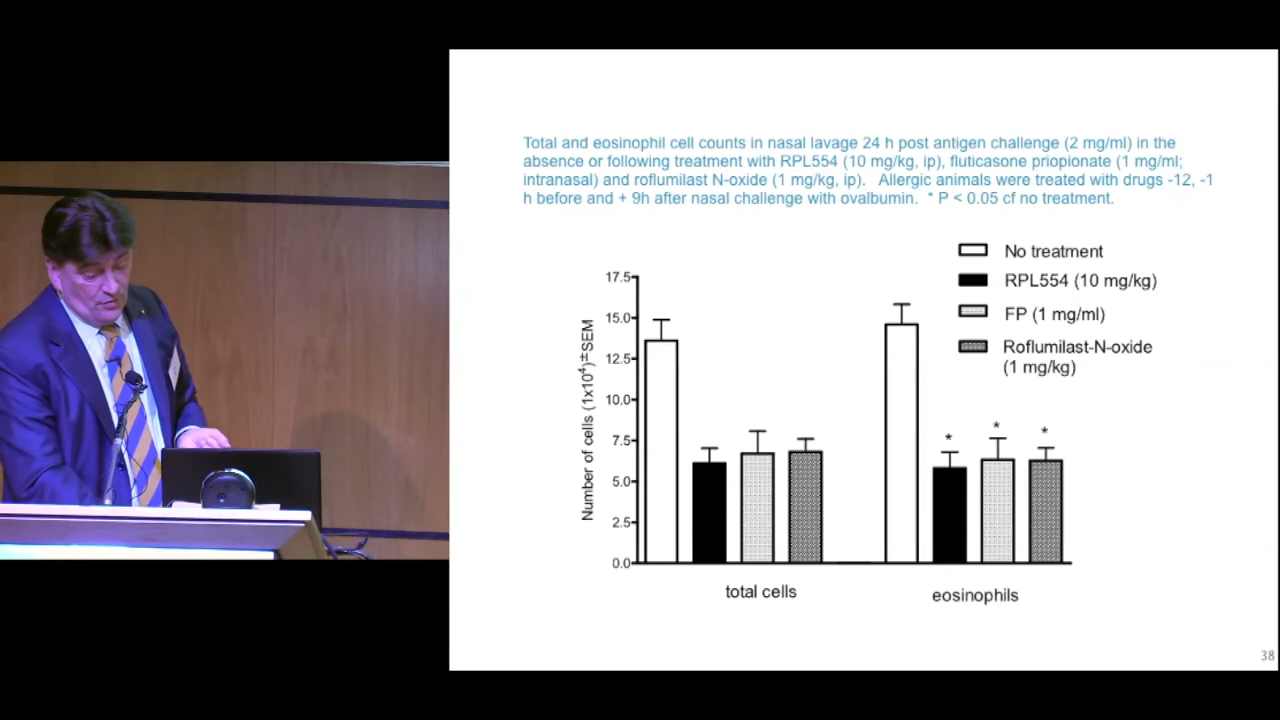 Total and eosinophil cell counts in nasal lavage 24 h post antigen challenge (2 mg/ml) in the
absence or following treatment with RPL554 (10 mg/kg, ip), fluticasone priopionate (1 mg/ml;
intranasal) and roflumilast N-oxide (1 mg/kg, ip). Allergic animals were treated with drugs -12, -1
h before and + 9h after nasal challenge with ovalbumin. * P < 0.05 cf no treatment.
No treatment
RPL554 (10 mg/kg)
FP (1 mg/ml)
Roflumilast-N-oxide
(1 mg/kg)
Number of cells (1x10⁴)±SEM
17.5
15.0
12.5
10.0
7.5
5.0
2.5
0.0
* * *
total cells
eosinophils
38